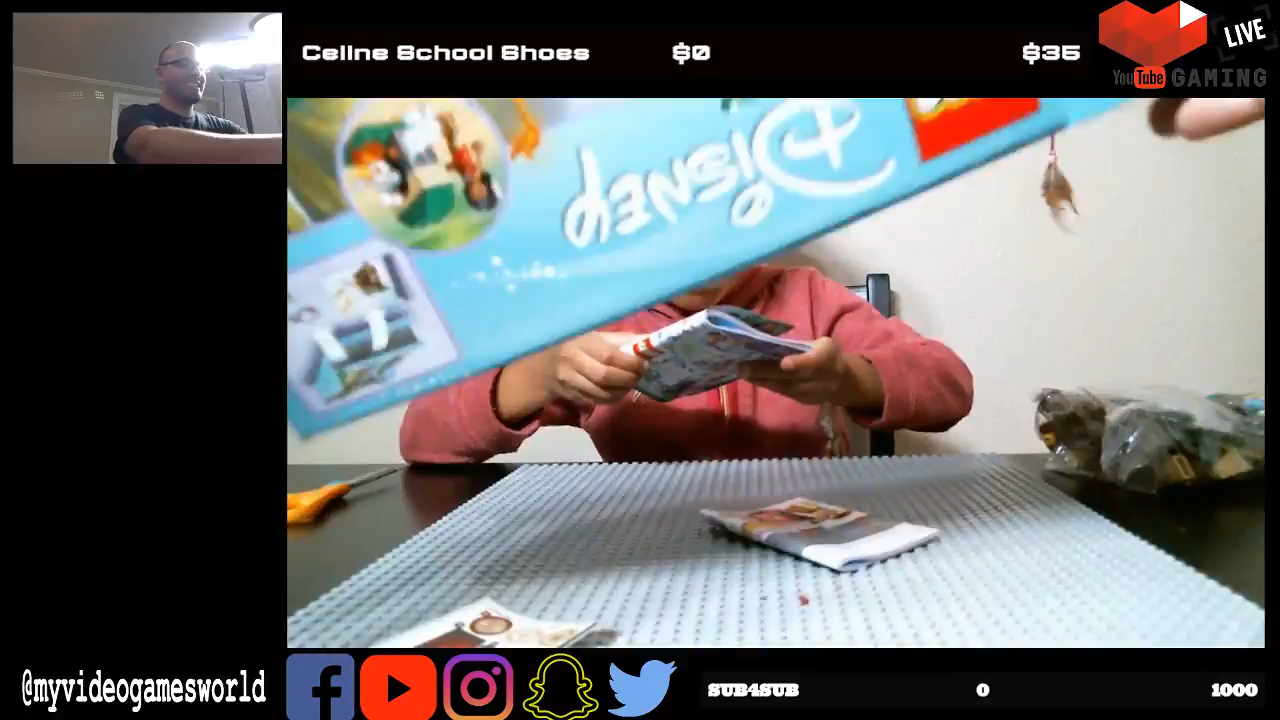 Celine School Shoes $0 $35
LIVE
YouTube GAMING
Disney
@myvideogamesworld
SUB4SUB 0 1000